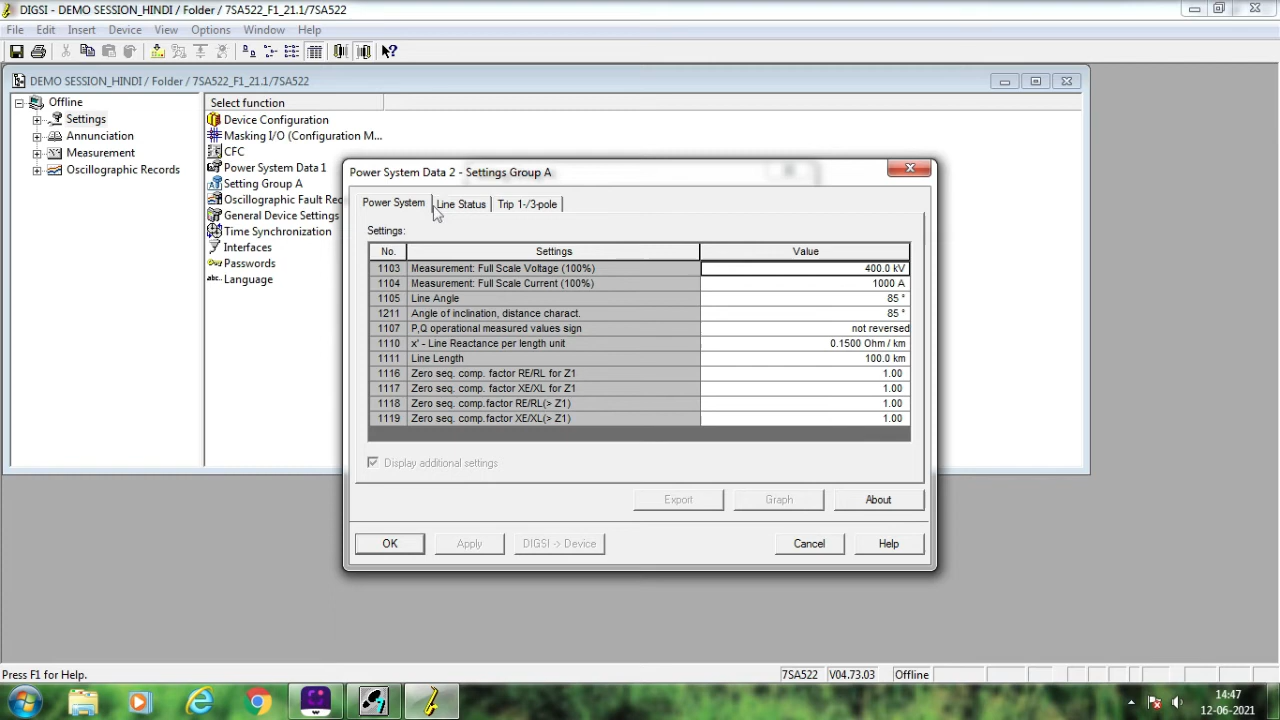 DIGSI - DEMO SESSION_HINDI / Folder / 7SA522_F1_21.1/7SA522
File Edit Insert Device View Options Window Help
DEMO SESSION_HINDI / Folder / 7SA522_F1_21.1/7SA522
Offline
Settings
Annunciation
Measurement
Oscillographic Records
Select function
Device Configuration
Masking I/O (Configuration M...
CFC
Power System Data 1
Setting Group A
Oscillographic Fault Rec
General Device Settings
Time Synchronization
Interfaces
Passwords
Language
Power System Data 2 - Settings Group A
Power System Line Status Trip 1-/3-pole
Settings:
No. Settings Value
1103 Measurement: Full Scale Voltage (100%) 400.0 kV
1104 Measurement: Full Scale Current (100%) 1000 A
1105 Line Angle 85 °
1211 Angle of inclination, distance charact. 85 °
1107 P,Q operational measured values sign not reversed
1110 x' - Line Reactance per length unit 0.1500 Ohm / km
1111 Line Length 100.0 km
1116 Zero seq. comp. factor RE/RL for Z1 1.00
1117 Zero seq. comp. factor XE/XL for Z1 1.00
1118 Zero seq. comp.factor RE/RL(> Z1) 1.00
1119 Zero seq. comp.factor XE/XL(> Z1) 1.00
Display additional settings
Export Graph About
OK Apply DIGSI -> Device Cancel Help
Press F1 for Help. 7SA522 V04.73.03 Offline
14:47
12-06-2021